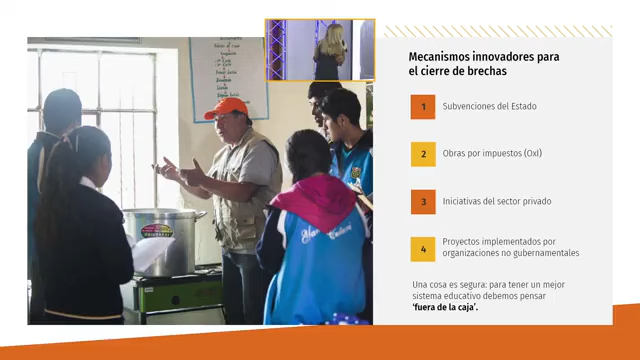 Mecanismos innovadores para
el cierre de brechas
1
Subvenciones del Estado
2
Obras por impuestos (OxI)
3
Iniciativas del sector privado
4
Proyectos implementados por
organizaciones no gubernamentales
Una cosa es segura: para tener un mejor
sistema educativo debemos pensar
'fuera de la caja'.